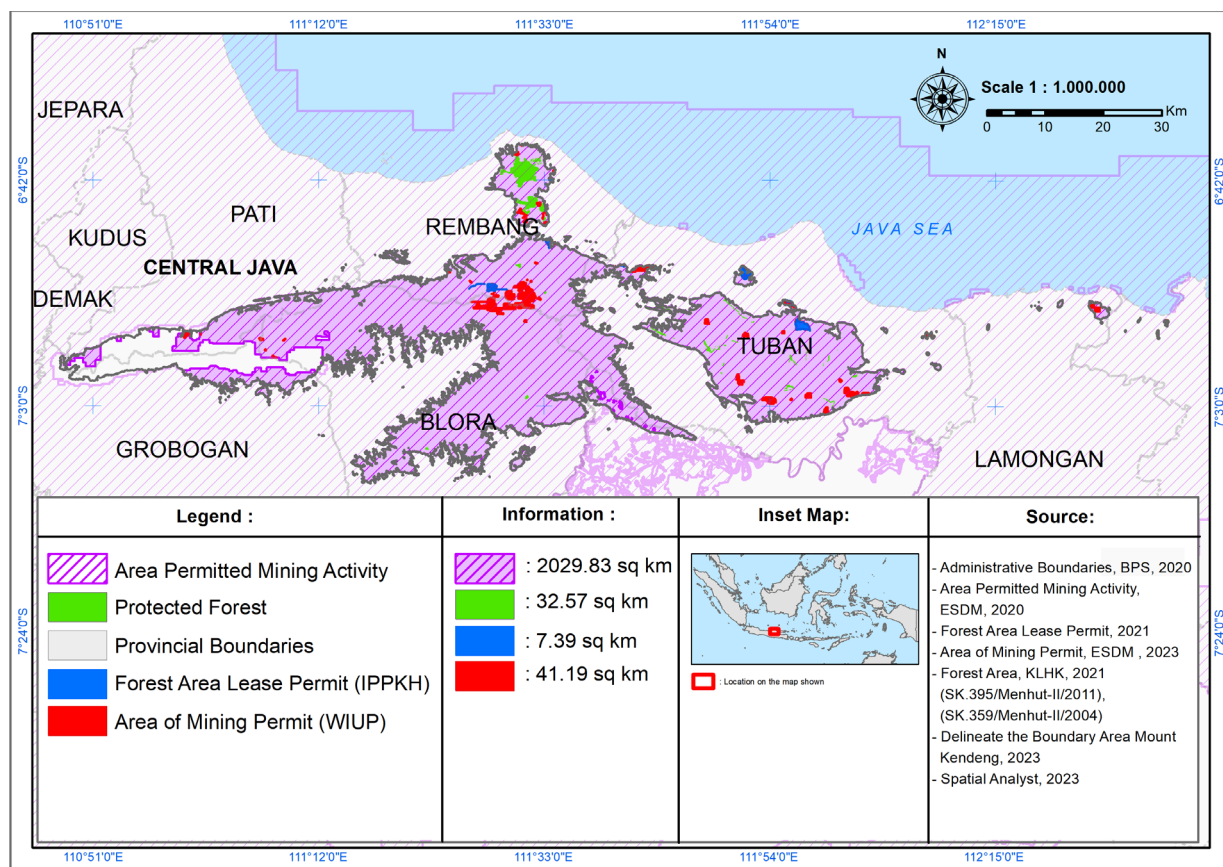 110°51'0"E
111°12'0"E
111°33'0"E
111°54'0"E
112°15'0"E
N
Scale 1 : 1.000.000
Km
0 10 20 30
JEPARA
6°42'0"S
6°42'0"S
PATI
REMBANG
JAVA SEA
KUDUS
CENTRAL JAVA
DEMAK
TUBAN
7°3'0"S
7°3'0"S
BLORA
GROBOGAN
LAMONGAN
Legend :
Area Permitted Mining Activity
Protected Forest
Provincial Boundaries
Forest Area Lease Permit (IPPKH)
Area of Mining Permit (WIUP)
Information :
: 2029.83 sq km
: 32.57 sq km
: 7.39 sq km
: 41.19 sq km
Inset Map:
: Location on the map shown
Source:
- Administrative Boundaries, BPS, 2020
- Area Permitted Mining Activity,
ESDM, 2020
- Forest Area Lease Permit, 2021
- Area of Mining Permit, ESDM , 2023
- Forest Area, KLHK, 2021
(SK.395/Menhut-II/2011),
(SK.359/Menhut-II/2004)
- Delineate the Boundary Area Mount
Kendeng, 2023
- Spatial Analyst, 2023
7°24'0"S
7°24'0"S
110°51'0"E
111°12'0"E
111°33'0"E
111°54'0"E
112°15'0"E